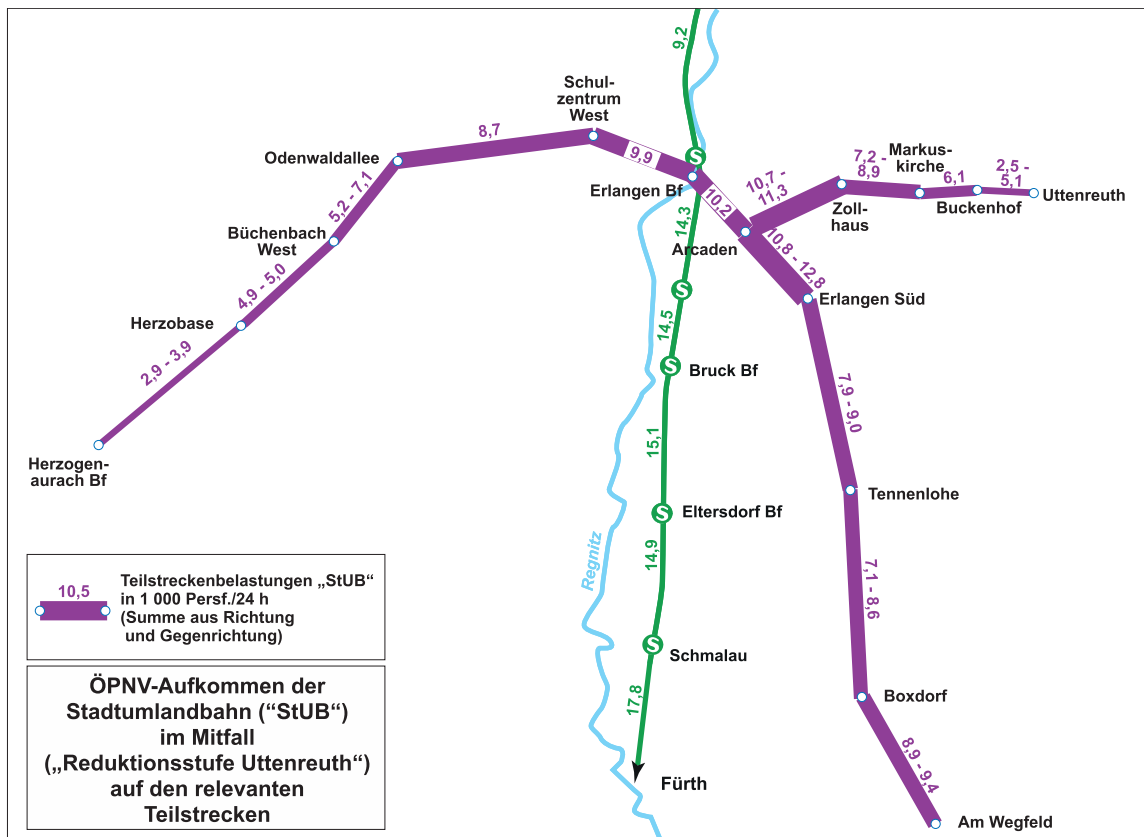 9,2
Schul-
zentrum
West
8,7
9,9
Odenwaldallee
Erlangen Bf
S
10,2
10,7 -
11,3
7,2 -
8,9
Markus-
kirche
6,1
2,5 -
5,1
Uttenreuth
Buckenhof
Zoll-
haus
5,2 - 7,1
14,3
Arcaden
10,8 - 12,8
Büchenbach
West
4,9 - 5,0
S
Erlangen Süd
Herzobase
14,5
2,9 - 3,9
S
Bruck Bf
7,9 - 9,0
Herzogen-
aurach Bf
15,1
Tennenlohe
S
Eltersdorf Bf
Regnitz
14,9
7,1 - 8,6
10,5
Teilstreckenbelastungen „StUB“
in 1 000 Persf./24 h
(Summe aus Richtung
und Gegenrichtung)
S
Schmalau
17,8
Boxdorf
8,9 - 9,4
Fürth
Am Wegfeld
ÖPNV-Aufkommen der
Stadtumlandbahn (“StUB“)
im Mitfall
(„Reduktionsstufe Uttenreuth“)
auf den relevanten
Teilstrecken